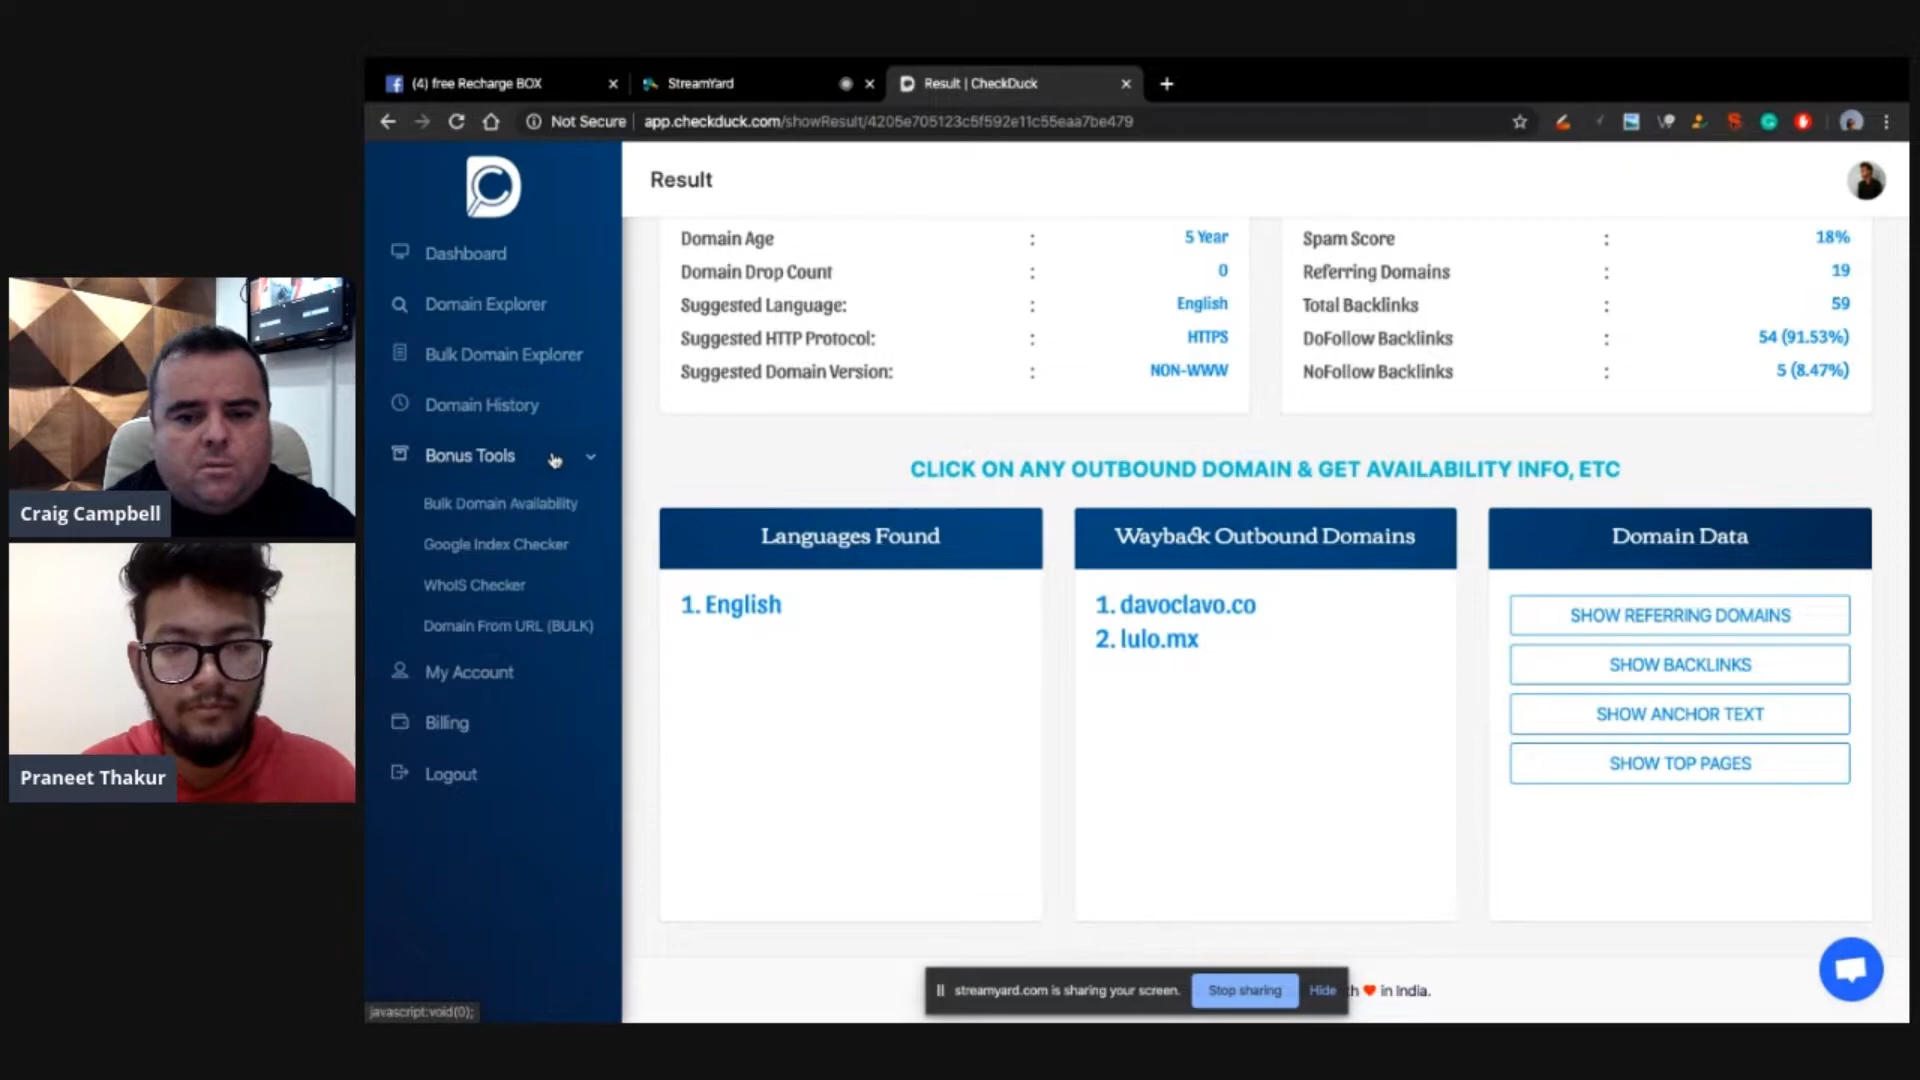 (4) free Recharge BOX
StreamYard
Result | CheckDuck
Not Secure
app.checkduck.com/showResult/4205e705123c5f592e11c55eaa7be479
Result
Dashboard
Domain Explorer
Bulk Domain Explorer
Domain History
Bonus Tools
Bulk Domain Availability
Google Index Checker
WhoIS Checker
Domain From URL (BULK)
My Account
Billing
Logout
javascript:void(0);
Domain Age : 5 Year
Domain Drop Count : 0
Suggested Language: : English
Suggested HTTP Protocol: : HTTPS
Suggested Domain Version: : NON-WWW
Spam Score : 18%
Referring Domains : 19
Total Backlinks : 59
DoFollow Backlinks : 54 (91.53%)
NoFollow Backlinks : 5 (8.47%)
CLICK ON ANY OUTBOUND DOMAIN & GET AVAILABILITY INFO, ETC
Languages Found
1. English
Wayback Outbound Domains
1. davoclavo.co
2. lulo.mx
Domain Data
SHOW REFERRING DOMAINS
SHOW BACKLINKS
SHOW ANCHOR TEXT
SHOW TOP PAGES
streamyard.com is sharing your screen.
Stop sharing
Hide
in India.
Craig Campbell
Praneet Thakur